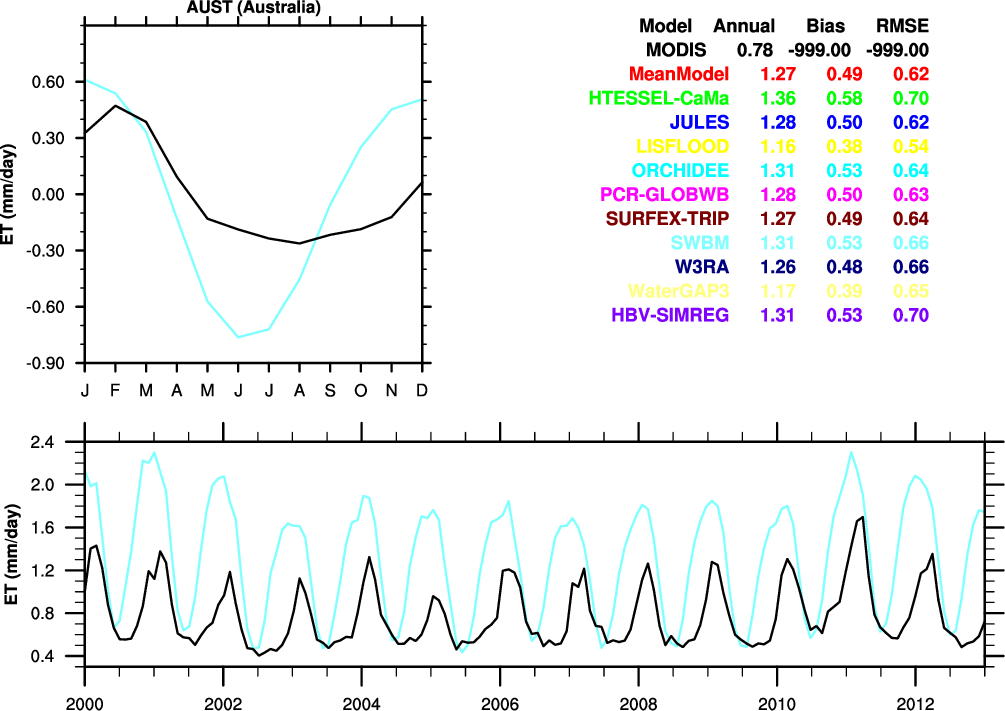 AUST (Australia)
ET (mm/day)
0.60
0.30
0.00
-0.30
-0.60
-0.90
J F M A M J J A S O N D
Model Annual Bias RMSE
MODIS 0.78 -999.00 -999.00
MeanModel 1.27 0.49 0.62
HTESSEL-CaMa 1.36 0.58 0.70
JULES 1.28 0.50 0.62
LISFLOOD 1.16 0.38 0.54
ORCHIDEE 1.31 0.53 0.64
PCR-GLOBWB 1.28 0.50 0.63
SURFEX-TRIP 1.27 0.49 0.64
SWBM 1.31 0.53 0.66
W3RA 1.26 0.48 0.66
WaterGAP3 1.17 0.39 0.65
HBV-SIMREG 1.31 0.53 0.70
ET (mm/day)
2.4
2.0
1.6
1.2
0.8
0.4
2000 2002 2004 2006 2008 2010 2012